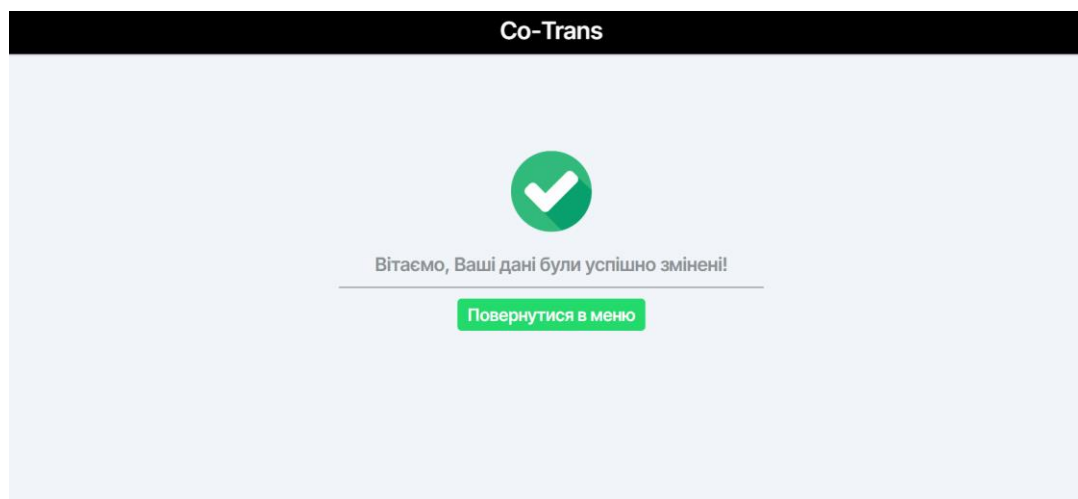 Co-Trans
Вітаємо, Ваші дані були успішно змінені!
Повернутися в меню